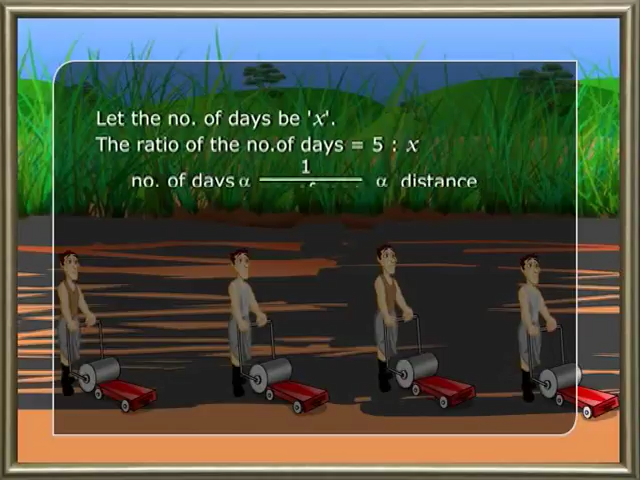 Let the no. of days be 'x'.
The ratio of the no.of days = 5 : x
no. of days α 1 α distance